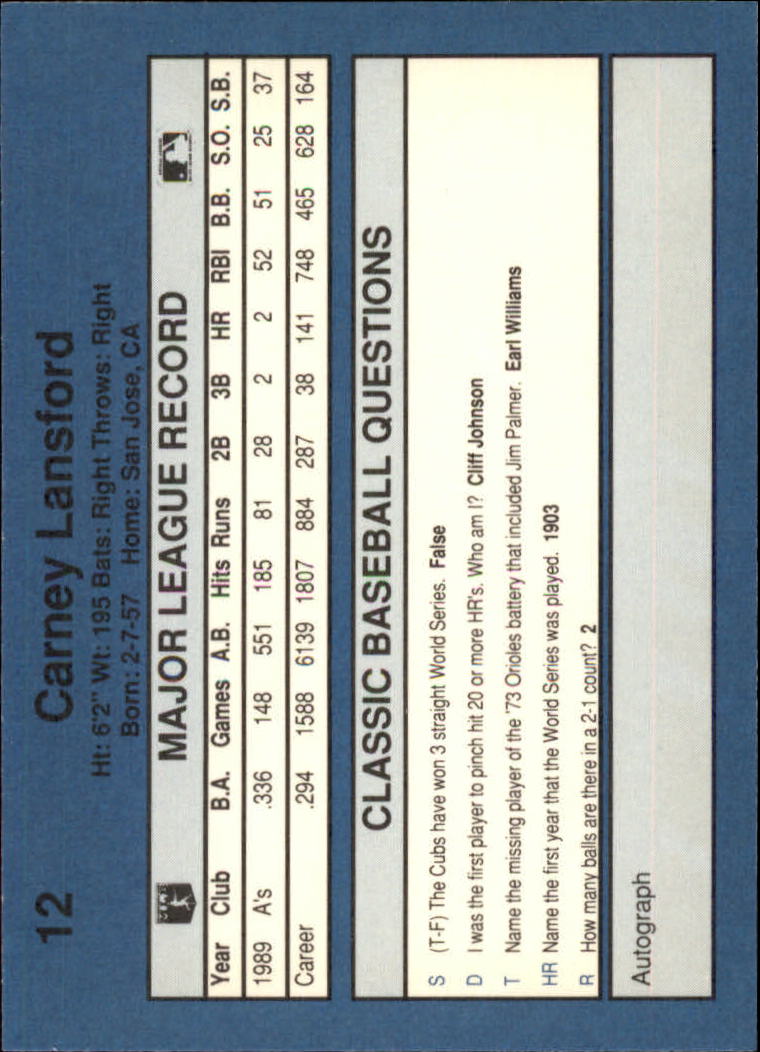 12 Carney Lansford
Ht: 6'2" Wt: 195 Bats: Right Throws: Right
Born: 2-7-57 Home: San Jose, CA
MAJOR LEAGUE RECORD
Year Club B.A. Games A.B. Hits Runs 2B 3B HR RBI B.B. S.O. S.B.
1989 A's .336 148 551 185 81 28 2 2 52 51 25 37
Career .294 1588 6139 1807 884 287 38 141 748 465 628 164
CLASSIC BASEBALL QUESTIONS
S (T-F) The Cubs have won 3 straight World Series. False
D I was the first player to pinch hit 20 or more HR's. Who am I? Cliff Johnson
T Name the missing player of the '73 Orioles battery that included Jim Palmer. Earl Williams
HR Name the first year that the World Series was played. 1903
R How many balls are there in a 2-1 count? 2
Autograph